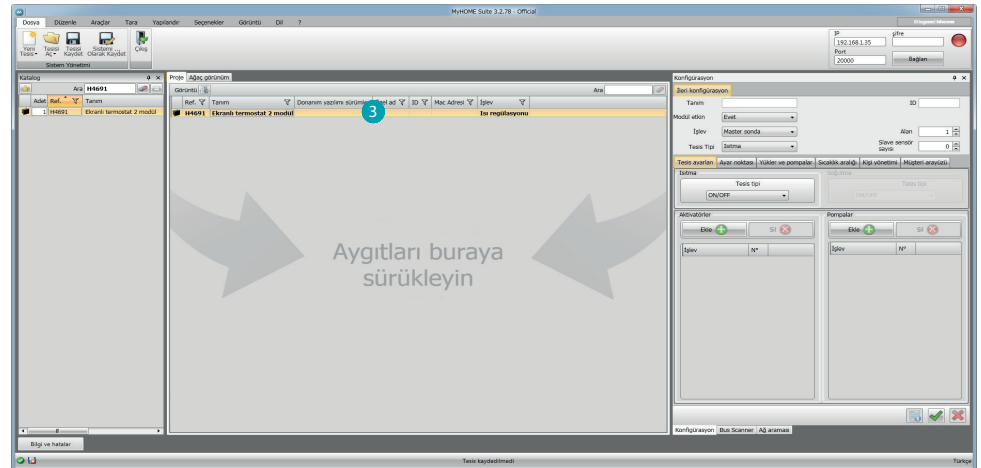 MyHOME Suite 3.2.78 - Official
Dosya Düzenle Araçlar Tara Yapılandır Seçenekler Görüntü Dil ?
Yeni Tesis Tesisi Aç Tesisi Kaydet Sistemi ... Olarak Kaydet Çıkış
Sistem Yönetimi
IP şifre
192.168.1.35
Port
20000 Bağlan
Katalog
Ara H4691
Adet Ref. Tanım
1 H4691 Ekranlı termostat 2 modül
Proje Ağaç görünüm
Görüntü Ara
Ref. Tanım Donanım yazılımı sürümü el ad ID Mac Adresi İşlev
H4691 Ekranlı termostat 2 modül Isı regülasyonu
3
Aygıtları buraya
sürükleyin
Konfigürasyon
İleri konfigürasyon
Tanım ID
Modül etkin Evet
İşlev Master sonda Alan 1
Tesis Tipi Isıtma Slave sensör sayısı 0
Tesis ayarları Ayar noktası Yükler ve pompalar Sıcaklık aralığı Kişi yönetimi Müşteri arayüzü
Isıtma Soğutma
Tesis tipi Tesis tipi
ON/OFF ON/OFF
Aktivatörler Pompalar
Ekle Sil Ekle Sil
İşlev N° İşlev N°
Konfigürasyon Bus Scanner Ağ araması
Bilgi ve hatalar
Tesis kaydedilmedi Türkçe